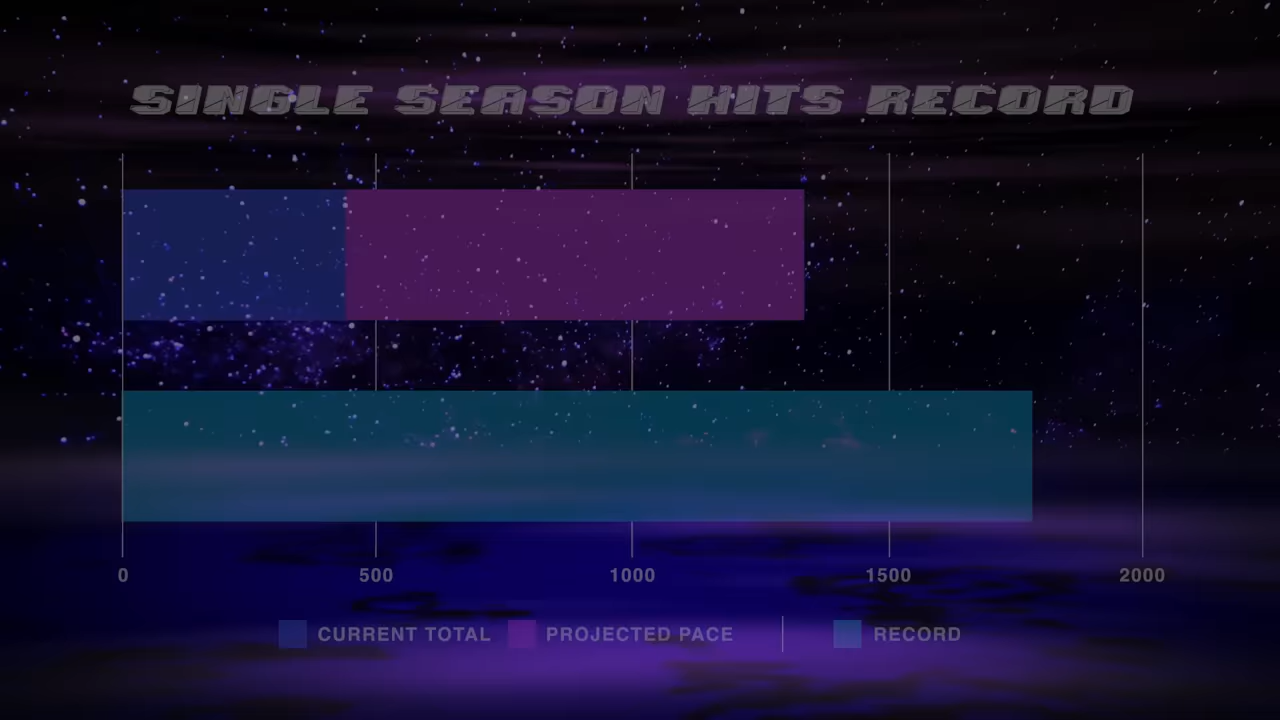 SINGLE SEASON HITS RECORD
0 500 1000 1500 2000
CURRENT TOTAL PROJECTED PACE RECORD